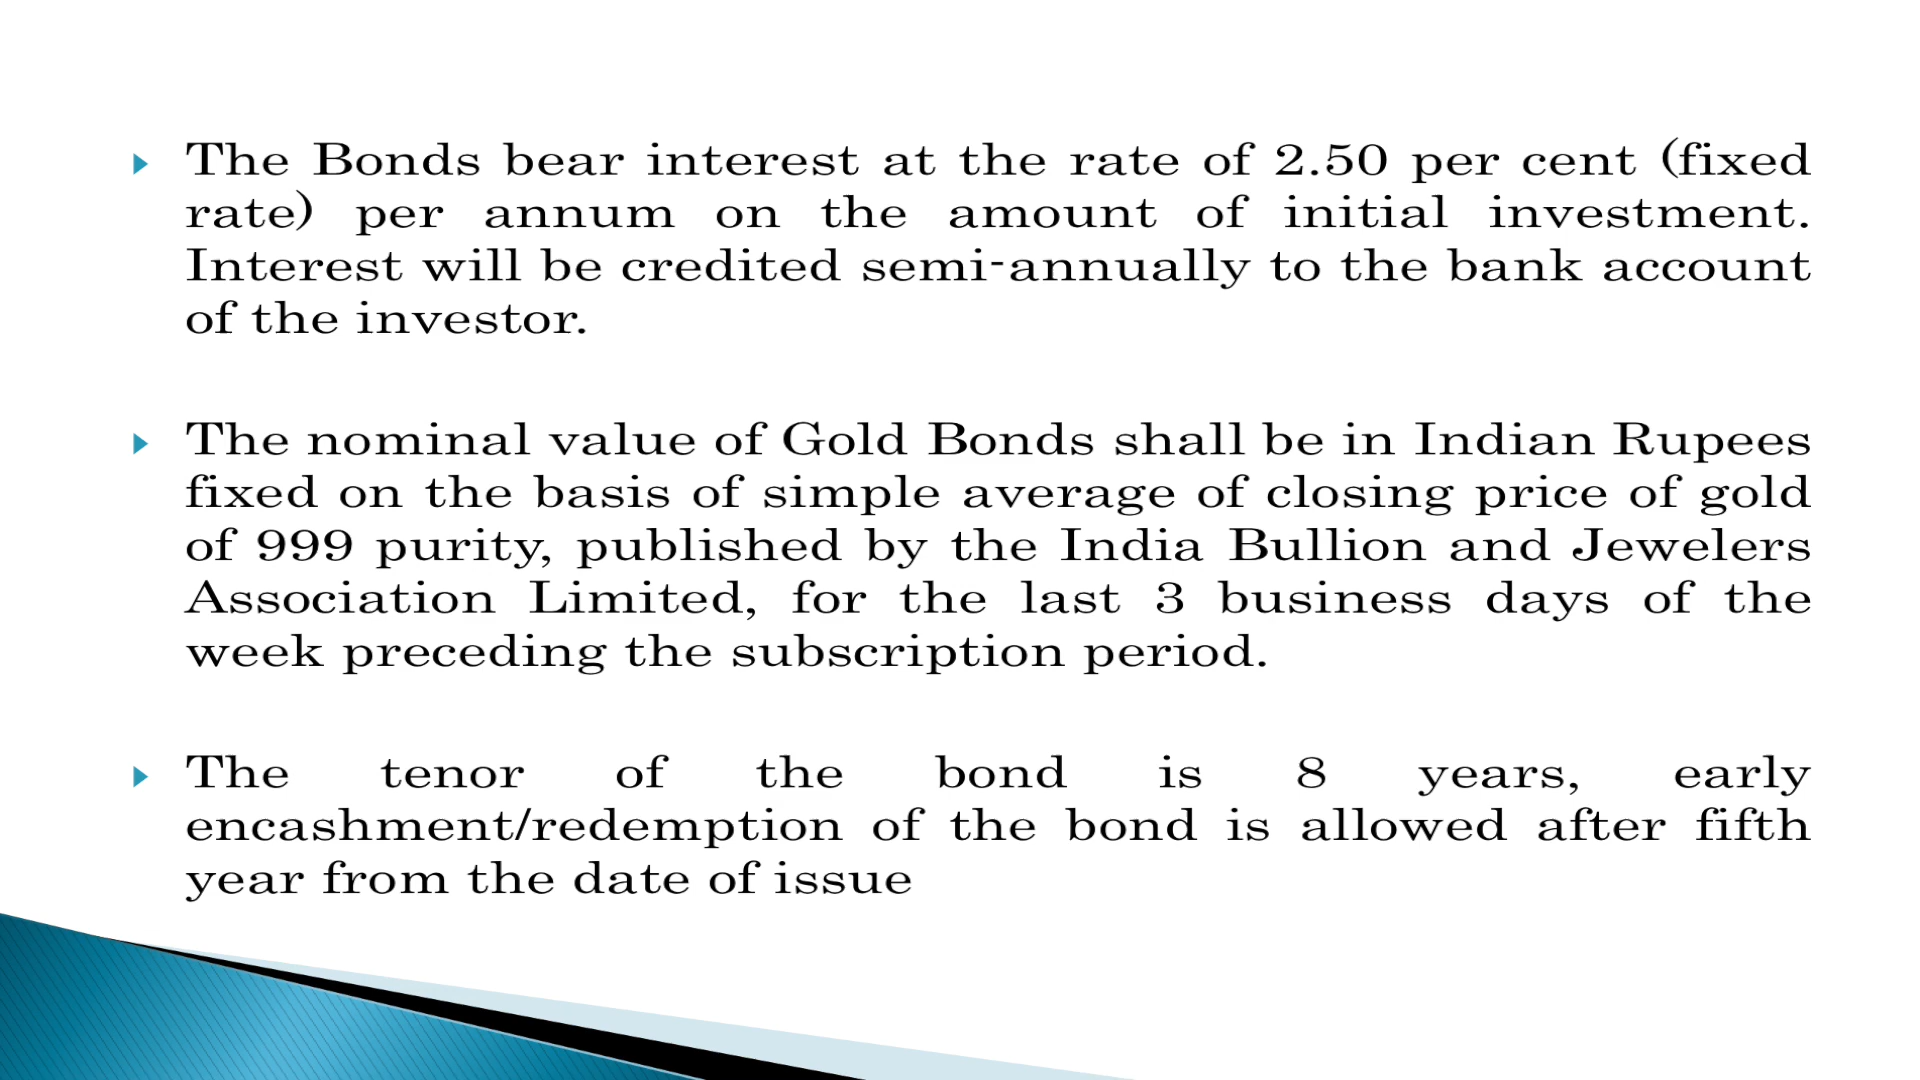 The Bonds bear interest at the rate of 2.50 per cent (fixed
rate) per annum on the amount of initial investment.
Interest will be credited semi-annually to the bank account
of the investor.
The nominal value of Gold Bonds shall be in Indian Rupees
fixed on the basis of simple average of closing price of gold
of 999 purity, published by the India Bullion and Jewelers
Association Limited, for the last 3 business days of the
week preceding the subscription period.
The tenor of the bond is 8 years, early
encashment/redemption of the bond is allowed after fifth
year from the date of issue